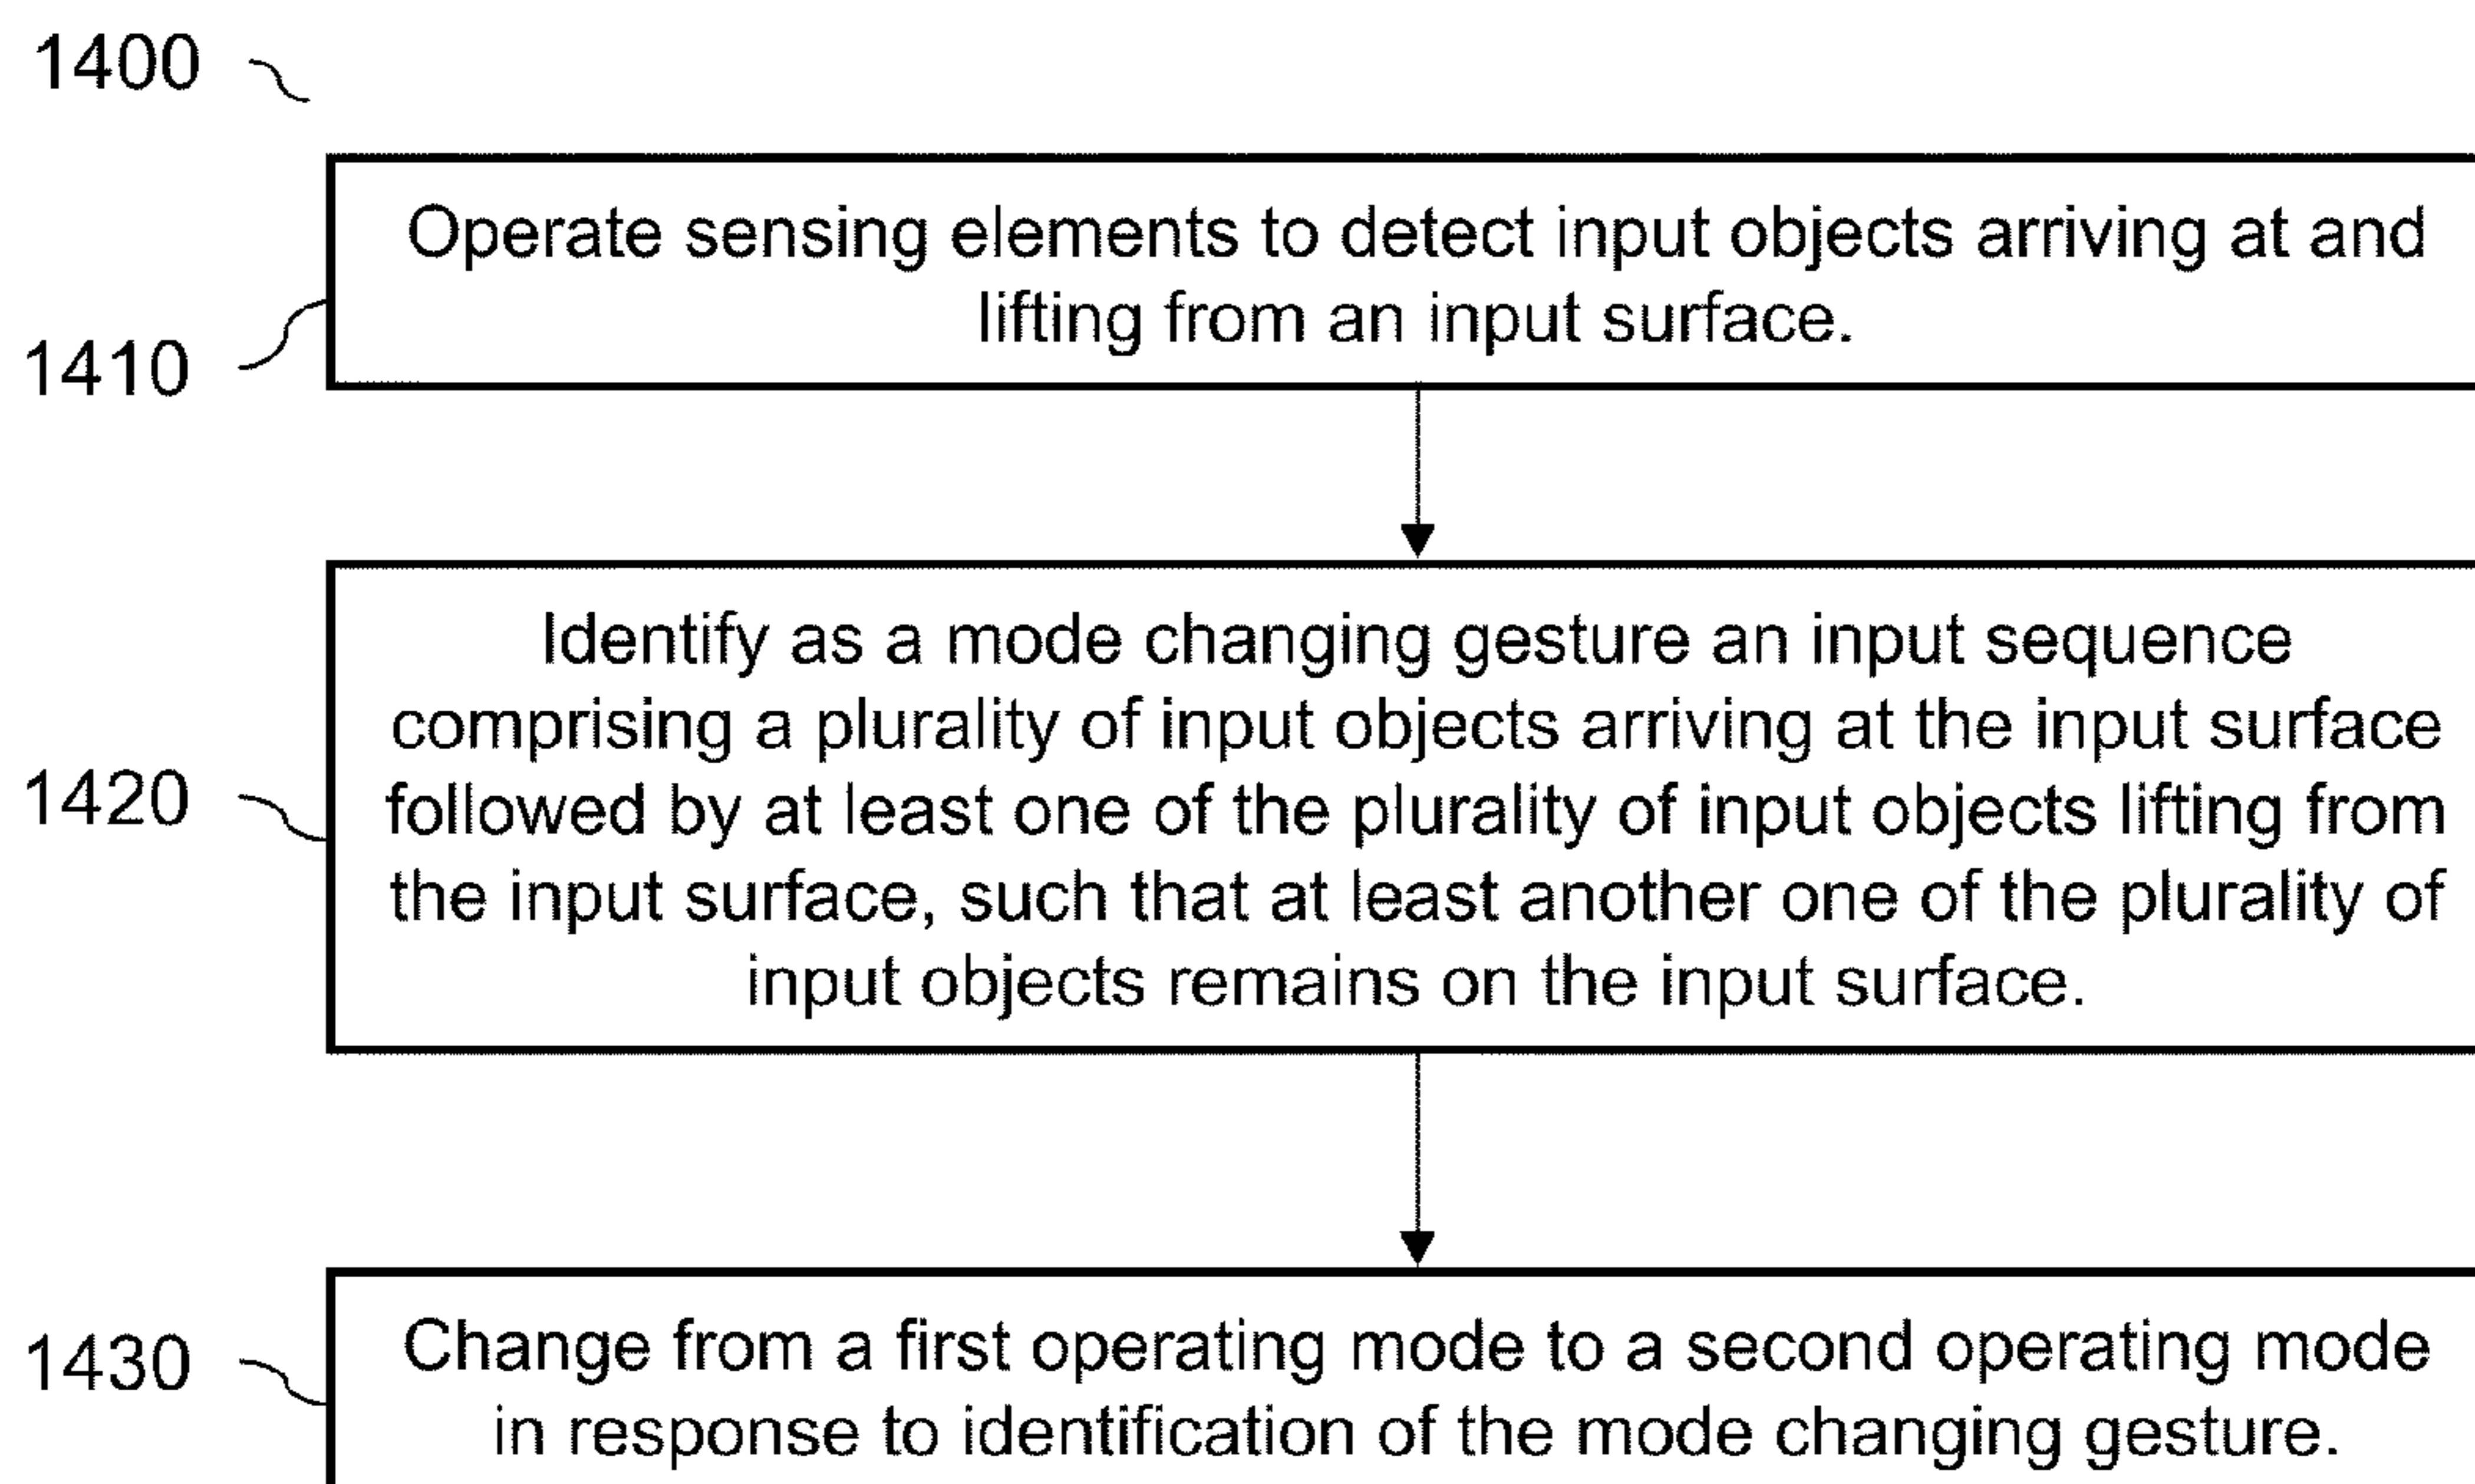 1400
Operate sensing elements to detect input objects arriving at and
lifting from an input surface.
1410
Identify as a mode changing gesture an input sequence
comprising a plurality of input objects arriving at the input surface
1420
followed by at least one of the plurality of input objects lifting from
the input surface, such that at least another one of the plurality of
input objects remains on the input surface.
1430
Change from a first operating mode to a second operating mode
in response to identification of the mode changing gesture.